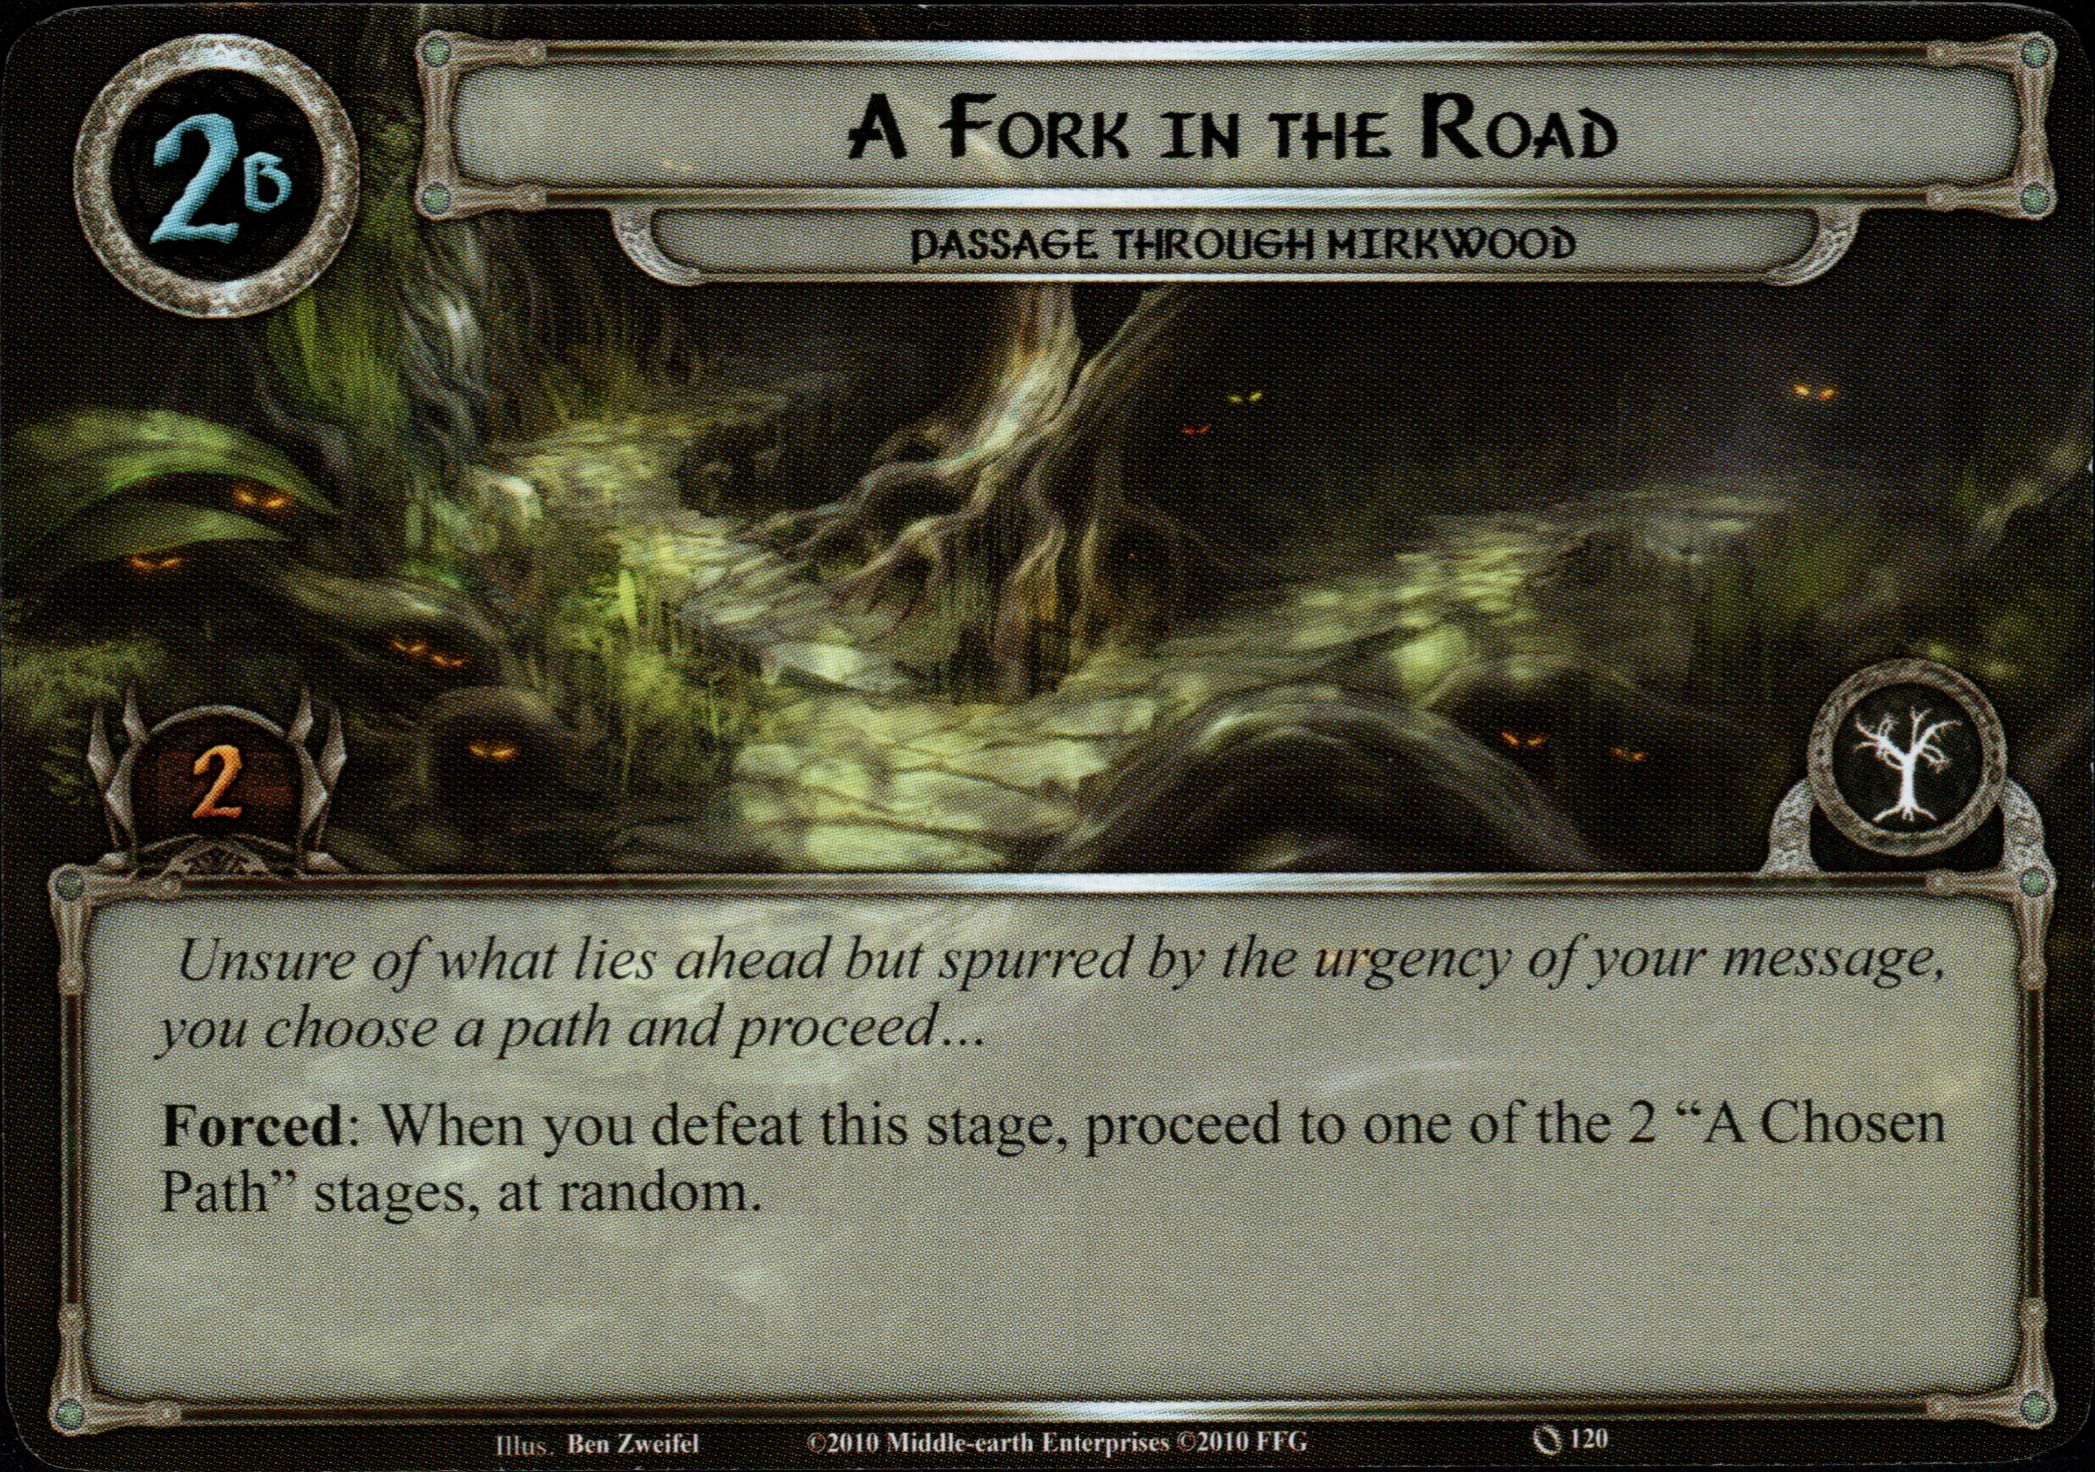 2B
A Fork in the Road
Passage Through Mirkwood
2
Unsure of what lies ahead but spurred by the urgency of your message,
you choose a path and proceed...
Forced: When you defeat this stage, proceed to one of the 2 “A Chosen
Path” stages, at random.
Illus. Ben Zweifel ©2010 Middle-earth Enterprises ©2010 FFG 120